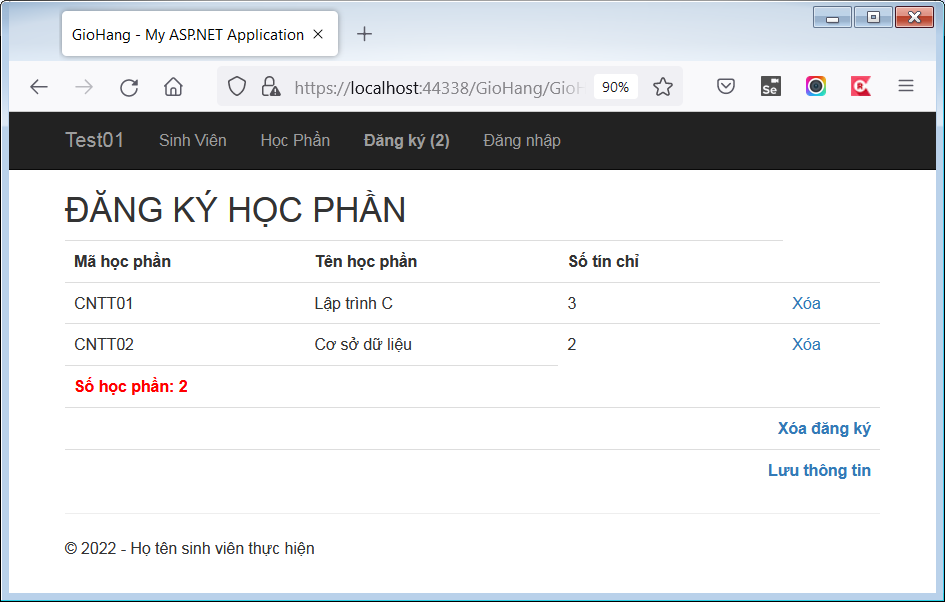 GioHang - My ASP.NET Application
https://localhost:44338/GioHang/GioH 90% Se
Test01 Sinh Viên Học Phần Đăng ký (2) Đăng nhập
ĐĂNG KÝ HỌC PHẦN
Mã học phần Tên học phần Số tín chỉ
CNTT01 Lập trình C 3 Xóa
CNTT02 Cơ sở dữ liệu 2 Xóa
Số học phần: 2
Xóa đăng ký
Lưu thông tin
© 2022 - Họ tên sinh viên thực hiện